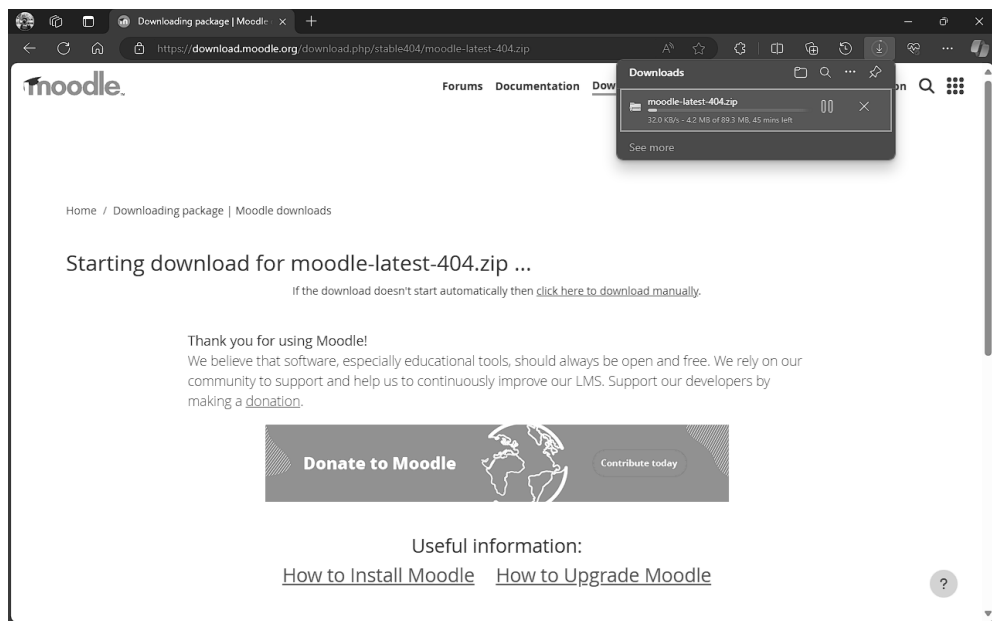 Downloading package | Moodle
https://download.moodle.org/download.php/stable404/moodle-latest-404.zip
Downloads
moodle-latest-404.zip
32.0 KB/s - 4.2 MB of 89.3 MB, 45 mins left
See more
moodle
Forums Documentation Dow on
Home / Downloading package | Moodle downloads
Starting download for moodle-latest-404.zip ...
If the download doesn't start automatically then click here to download manually.
Thank you for using Moodle!
We believe that software, especially educational tools, should always be open and free. We rely on our
community to support and help us to continuously improve our LMS. Support our developers by
making a donation.
Donate to Moodle Contribute today
Useful information:
How to Install Moodle How to Upgrade Moodle
?